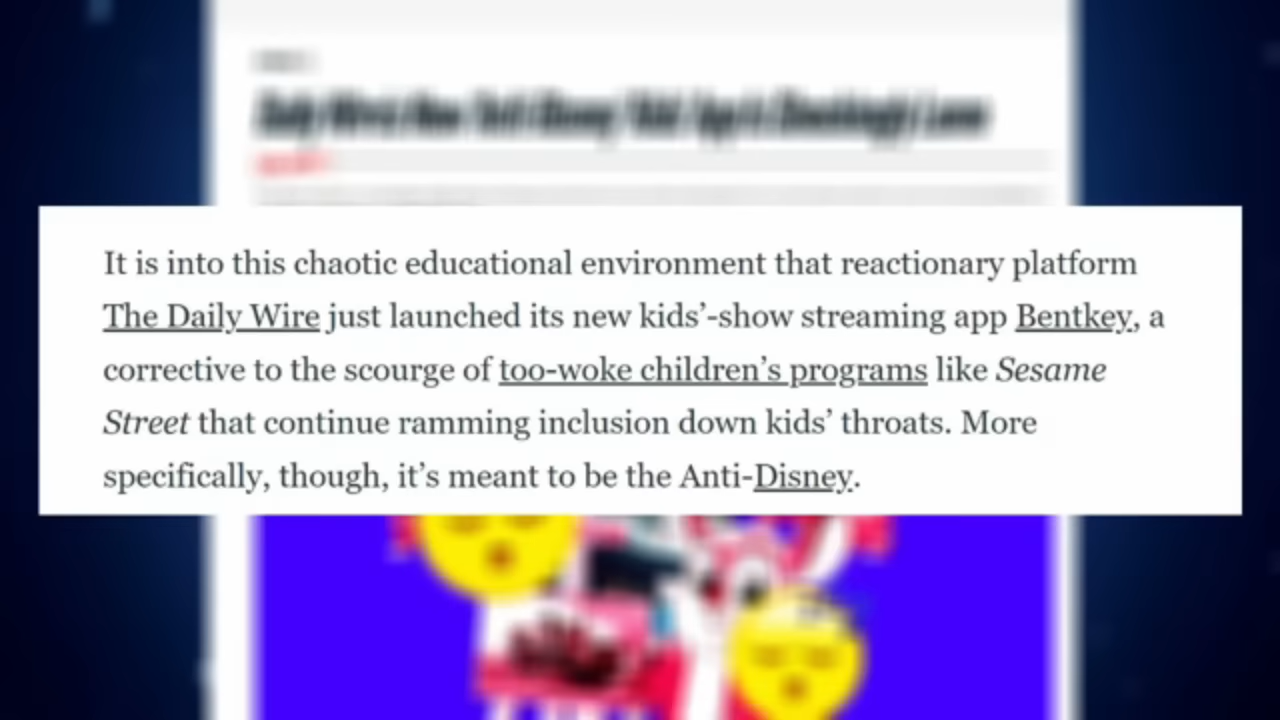 It is into this chaotic educational environment that reactionary platform
The Daily Wire just launched its new kids’-show streaming app Bentkey, a
corrective to the scourge of too-woke children’s programs like Sesame
Street that continue ramming inclusion down kids’ throats. More
specifically, though, it’s meant to be the Anti-Disney.